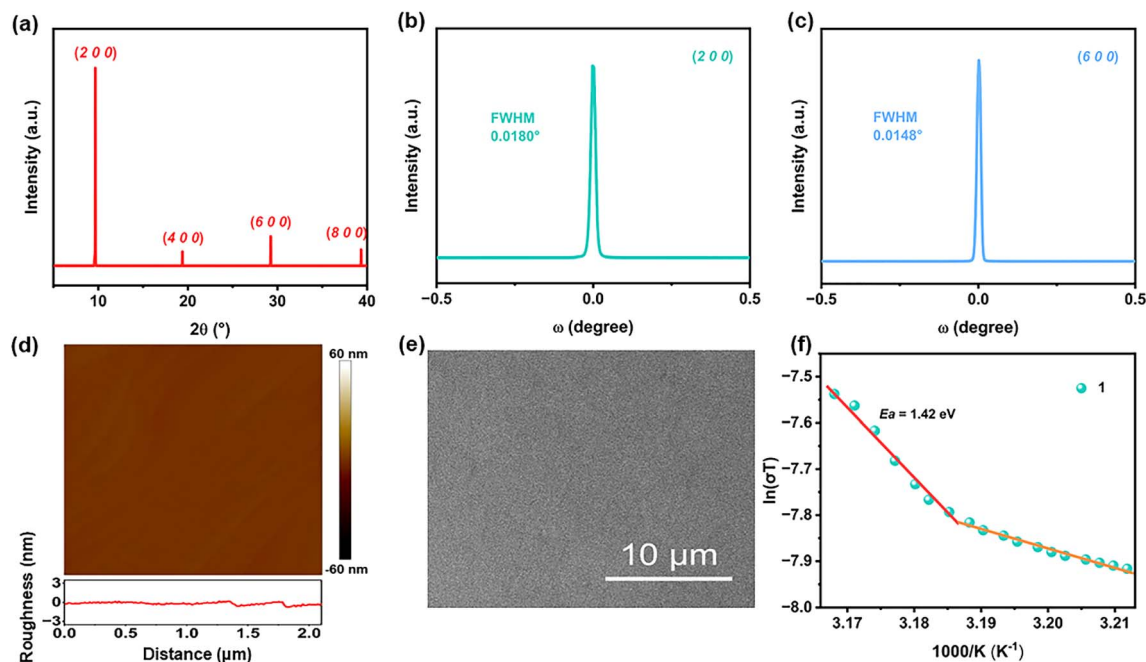 (a)
Intensity (a.u.)
(2 0 0)
(4 0 0)
(6 0 0)
(8 0 0)
10
20
30
40
2θ (°)
(b)
Intensity (a.u.)
(2 0 0)
FWHM
0.0180°
−0.5
0.0
0.5
ω (degree)
(c)
Intensity (a.u.)
(6 0 0)
FWHM
0.0148°
−0.5
0.0
0.5
ω (degree)
(d)
60 nm
-60 nm
Roughness (nm)
3
0
−3
0.0
0.5
1.0
1.5
2.0
Distance (μm)
(e)
10 μm
(f)
ln(σT)
−7.5
−7.6
−7.7
−7.8
−7.9
−8.0
1
Ea = 1.42 eV
3.17
3.18
3.19
3.20
3.21
1000/K (K⁻¹)